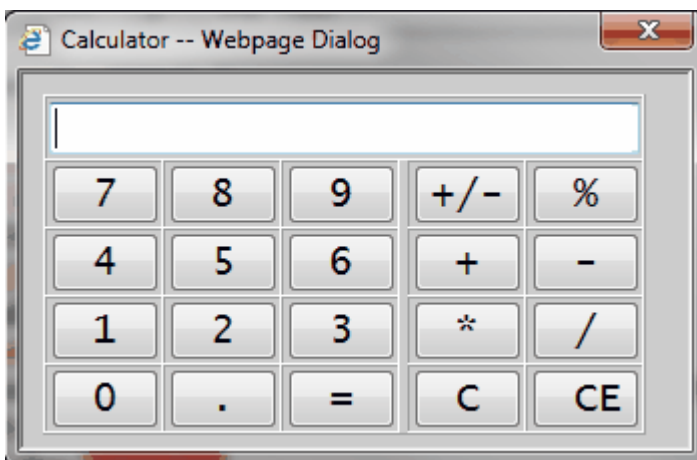 Calculator -- Webpage Dialog
7 8 9 +/- %
4 5 6 + -
1 2 3 * /
0 . = C CE